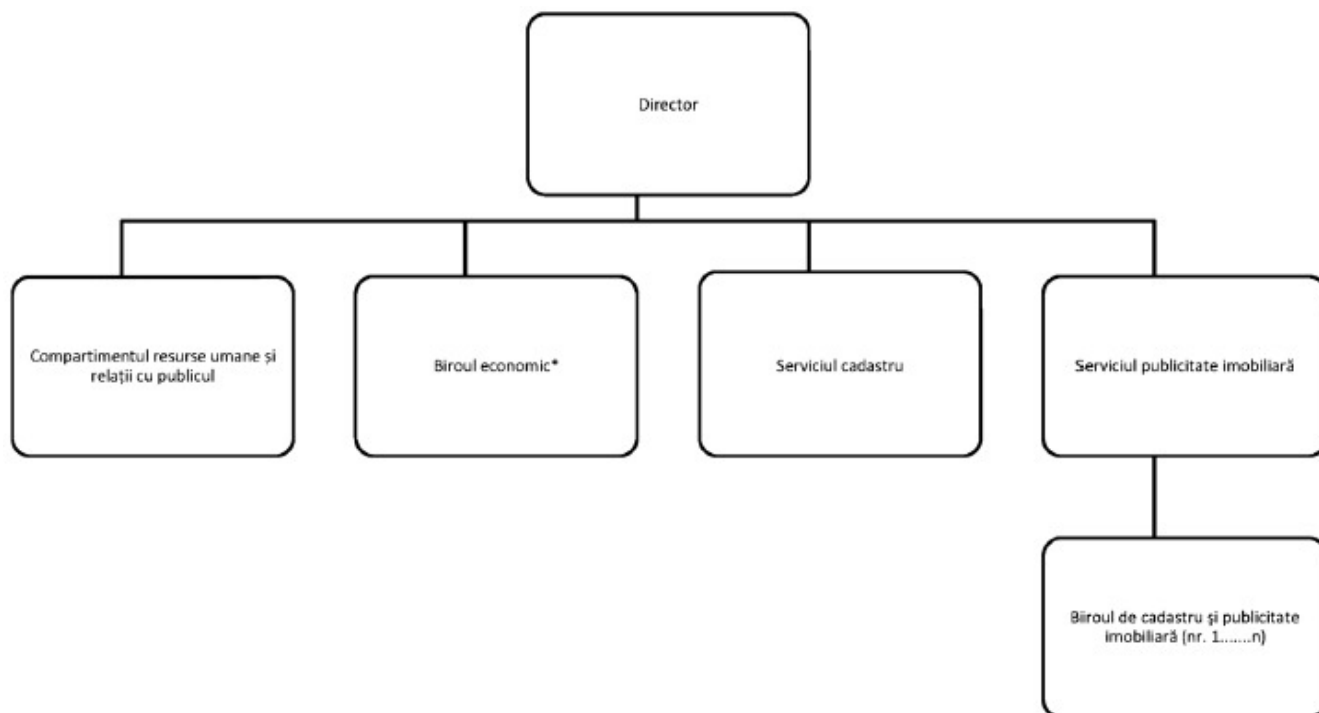 Director
Compartimentul resurse umane și
relații cu publicul
Biroul economic*
Serviciul cadastru
Serviciul publicitate imobiliară
Biroul de cadastru şi publicitate
imobiliară (nr. 1.......n)